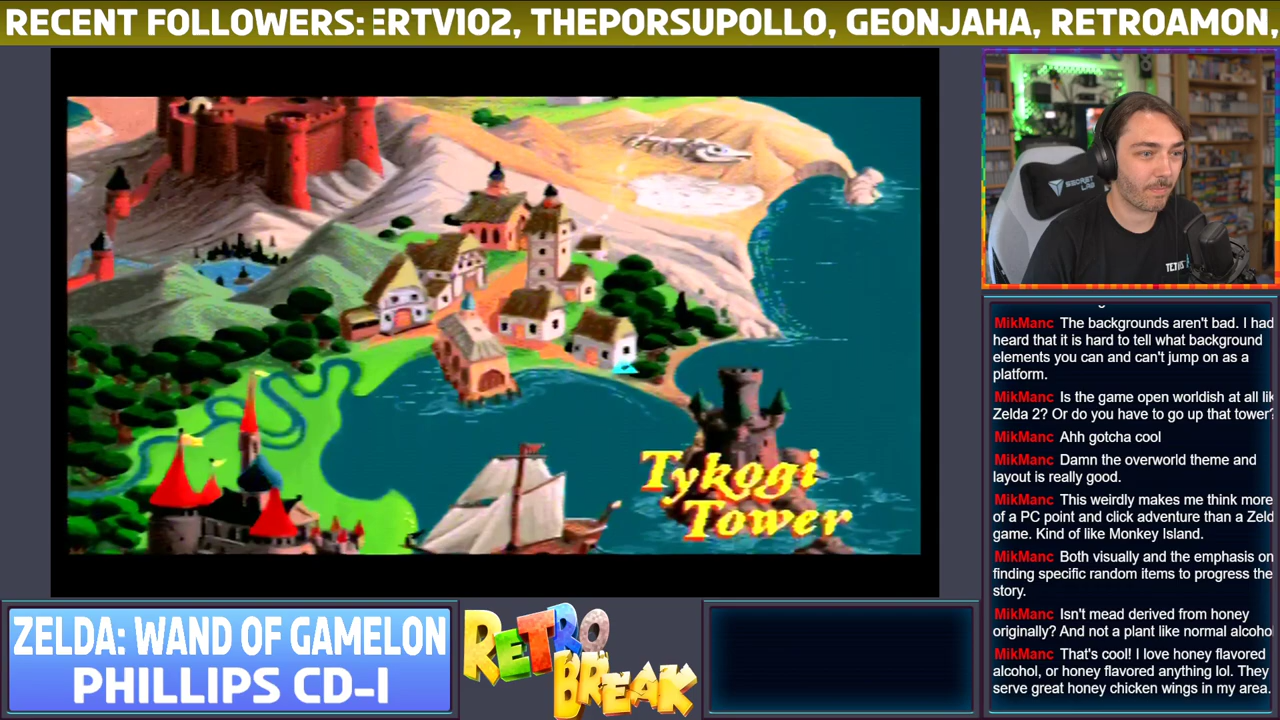 RECENT FOLLOWERS: ERTV102, THEPORSUPOLLO, GEONJAHA, RETROAMON,
SECRET
LAB
TETRIS
Tykogi
Tower
MikManc The backgrounds aren't bad. I had
heard that it is hard to tell what background
elements you can and can't jump on as a
platform.
MikManc Is the game open worldish at all lik
Zelda 2? Or do you have to go up that tower?
MikManc Ahh gotcha cool
MikManc Damn the overworld theme and
layout is really good.
MikManc This weirdly makes me think more
of a PC point and click adventure than a Zeld
game. Kind of like Monkey Island.
MikManc Both visually and the emphasis on
finding specific random items to progress the
story.
MikManc Isn't mead derived from honey
originally? And not a plant like normal alcohol
MikManc That's cool! I love honey flavored
alcohol, or honey flavored anything lol. They
serve great honey chicken wings in my area.
ZELDA: WAND OF GAMELON
PHILLIPS CD-I
RETRO
BREAK